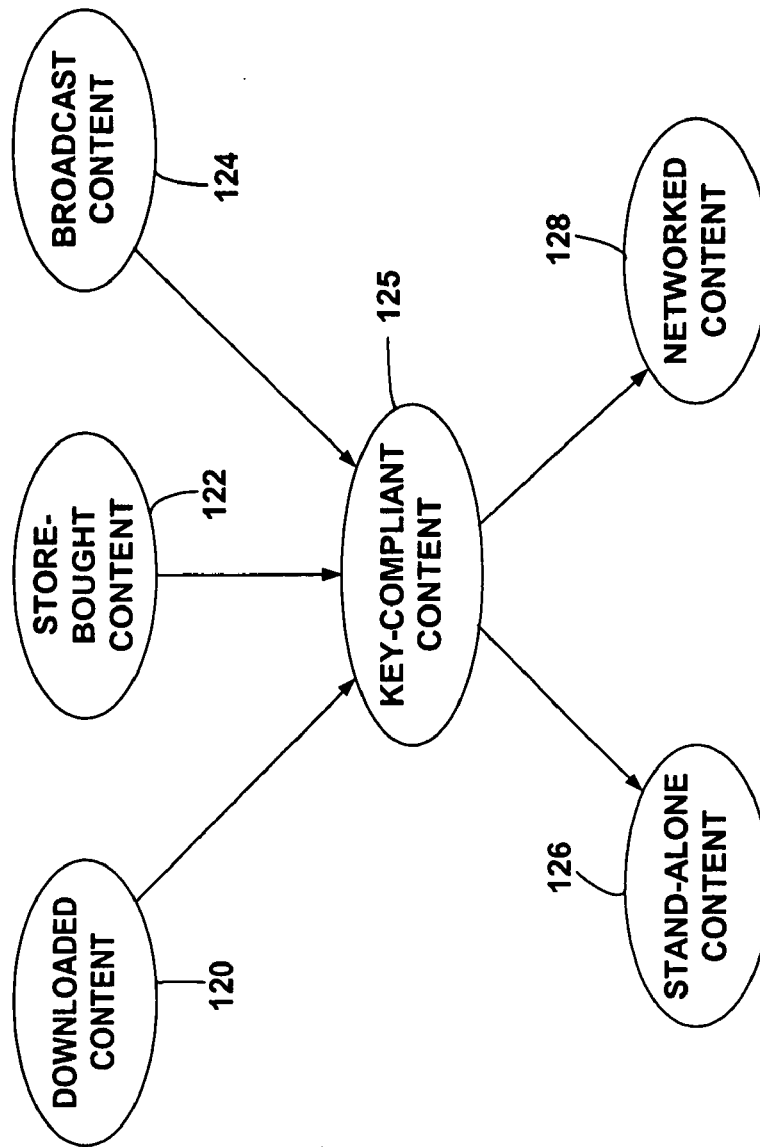 DOWNLOADED
CONTENT
120
STORE-
BOUGHT
CONTENT
122
BROADCAST
CONTENT
124
KEY-COMPLIANT
CONTENT
125
STAND-ALONE
CONTENT
126
NETWORKED
CONTENT
128